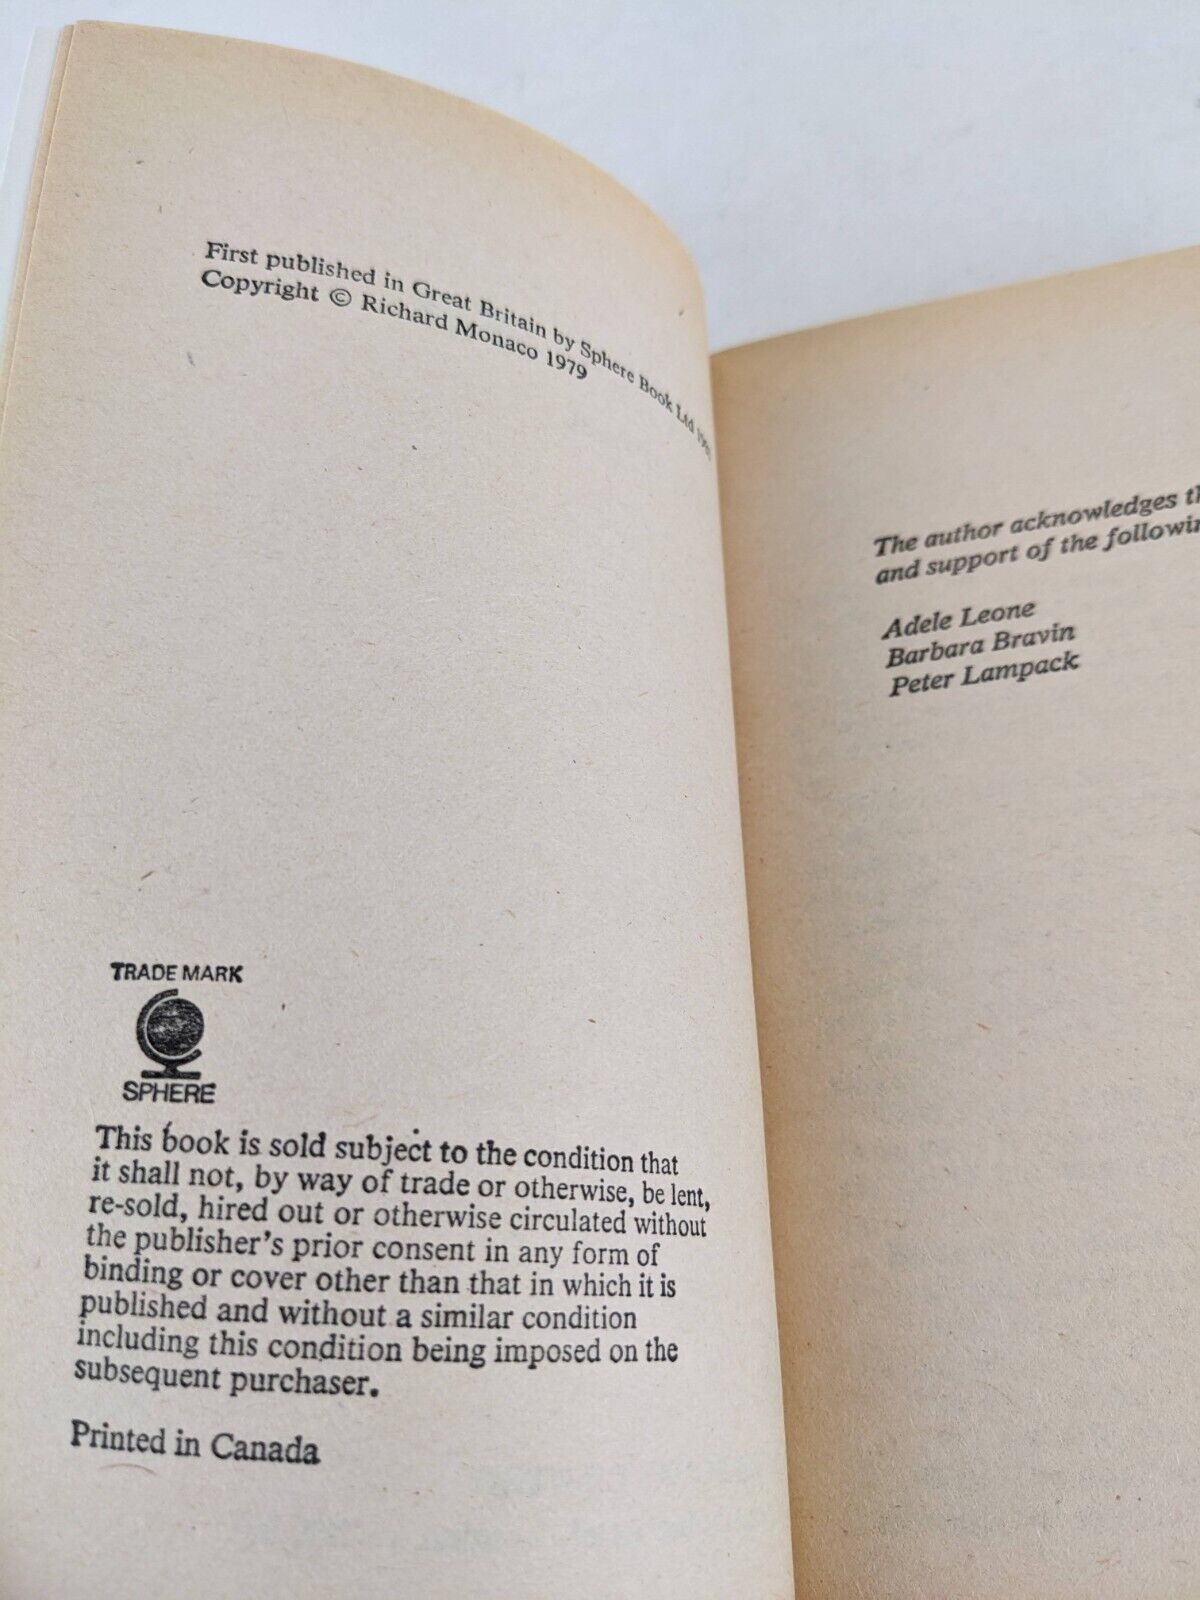 First published in Great Britain by Sphere Book Ltd
Copyright © Richard Monaco 1979
TRADE MARK
SPHERE
This book is sold subject to the condition that
it shall not, by way of trade or otherwise, be lent,
re-sold, hired out or otherwise circulated without
the publisher's prior consent in any form of
binding or cover other than that in which it is
published and without a similar condition
including this condition being imposed on the
subsequent purchaser.
Printed in Canada
The author acknowledges
and support of the
Adele Leone
Barbara Bravin
Peter Lampack